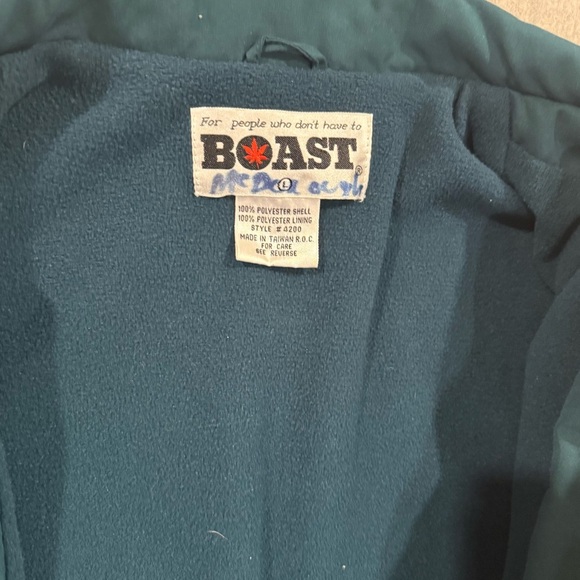 For people who don't have to
BOAST®
L
100% POLYESTER SHELL
100% POLYESTER LINING
STYLE # 4200
MADE IN TAIWAN R.O.C.
FOR CARE
SEE REVERSE